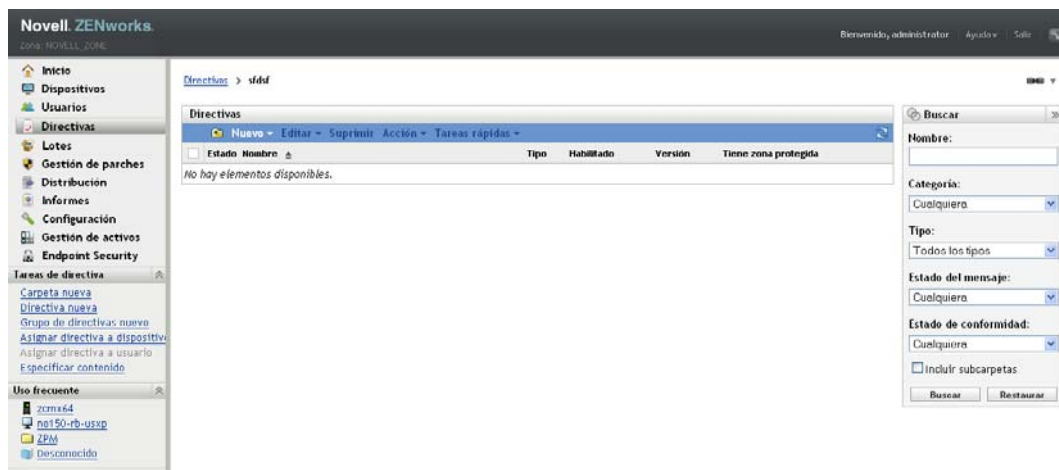 Novell. ZENworks.
Zona: NOVELL_ZONE
Bienvenido, administrator Ayuda Salir
Inicio
Dispositivos
Usuarios
Directivas
Lotes
Gestión de parches
Distribución
Informes
Configuración
Gestión de activos
Endpoint Security
Tareas de directiva
Carpeta nueva
Directiva nueva
Grupo de directivas nuevo
Asignar directiva a dispositivo
Asignar directiva a usuario
Especificar contenido
Uso frecuente
zcmx64
no150-rb-usxp
ZPM
Desconocido
Directivas > sfdsf
Directivas
Nuevo Editar Suprimir Acción Tareas rápidas
Estado Nombre Tipo Habilitado Versión Tiene zona protegida
No hay elementos disponibles.
Buscar
Nombre:
Categoría:
Cualquiera
Tipo:
Todos los tipos
Estado del mensaje:
Cualquiera
Estado de conformidad:
Cualquiera
Incluir subcarpetas
Buscar Restaurar